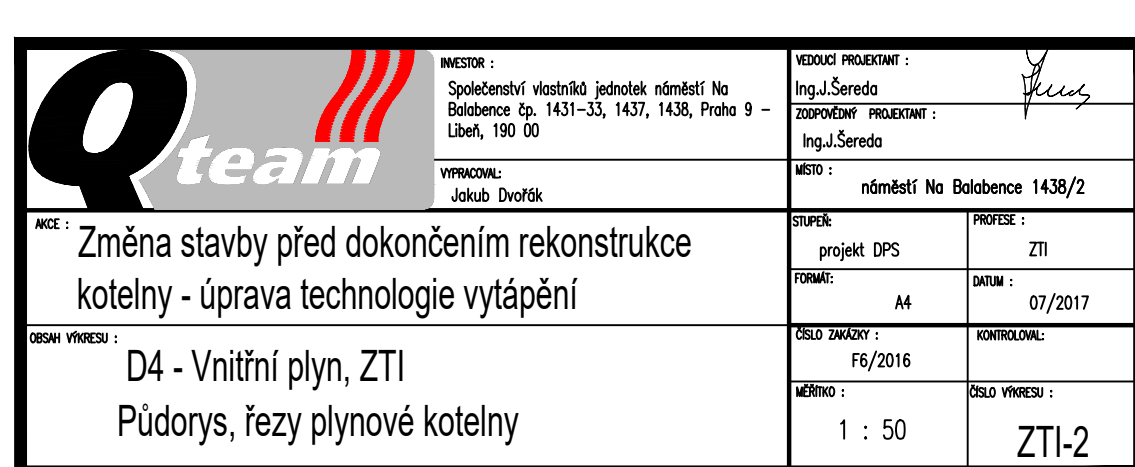 Qteam
INVESTOR :
Společenství vlastníků jednotek náměstí Na
Balabence čp. 1431-33, 1437, 1438, Praha 9 -
Libeň, 190 00
VYPRACOVAL:
Jakub Dvořák
VEDOUCÍ PROJEKTANT :
Ing.J.Šereda
ZODPOVĚDNÝ PROJEKTANT :
Ing.J.Šereda
MÍSTO :
náměstí Na Balabence 1438/2
AKCE :
Změna stavby před dokončením rekonstrukce
kotelny - úprava technologie vytápění
STUPEŇ:
projekt DPS
PROFESE :
ZTI
FORMÁT:
A4
DATUM :
07/2017
OBSAH VÝKRESU :
D4 - Vnitřní plyn, ZTI
Půdorys, řezy plynové kotelny
ČÍSLO ZAKÁZKY :
F6/2016
KONTROLOVAL:
MĚŘÍTKO :
1 : 50
ČÍSLO VÝKRESU :
ZTI-2